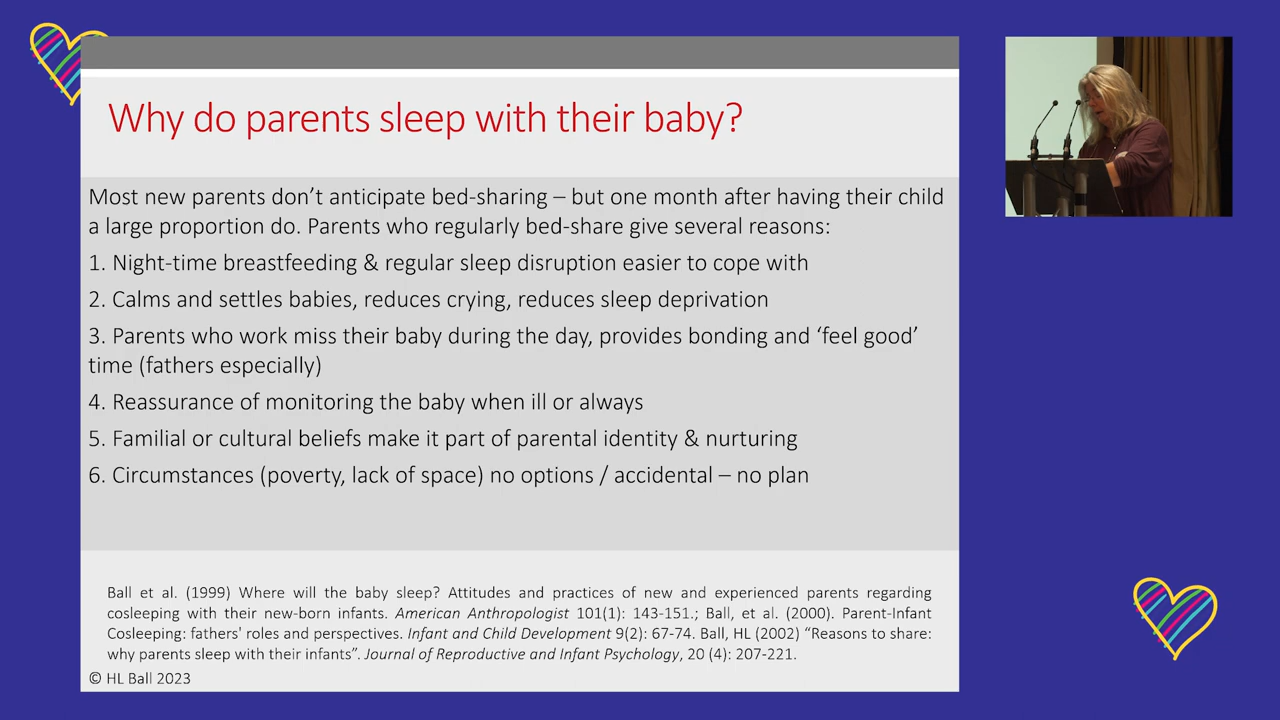 Why do parents sleep with their baby?
Most new parents don’t anticipate bed-sharing – but one month after having their child
a large proportion do. Parents who regularly bed-share give several reasons:
1. Night-time breastfeeding & regular sleep disruption easier to cope with
2. Calms and settles babies, reduces crying, reduces sleep deprivation
3. Parents who work miss their baby during the day, provides bonding and ‘feel good’
time (fathers especially)
4. Reassurance of monitoring the baby when ill or always
5. Familial or cultural beliefs make it part of parental identity & nurturing
6. Circumstances (poverty, lack of space) no options / accidental – no plan
Ball et al. (1999) Where will the baby sleep? Attitudes and practices of new and experienced parents regarding
cosleeping with their new-born infants. American Anthropologist 101(1): 143-151.; Ball, et al. (2000). Parent-Infant
Cosleeping: fathers' roles and perspectives. Infant and Child Development 9(2): 67-74. Ball, HL (2002) “Reasons to share:
why parents sleep with their infants”. Journal of Reproductive and Infant Psychology, 20 (4): 207-221.
© HL Ball 2023